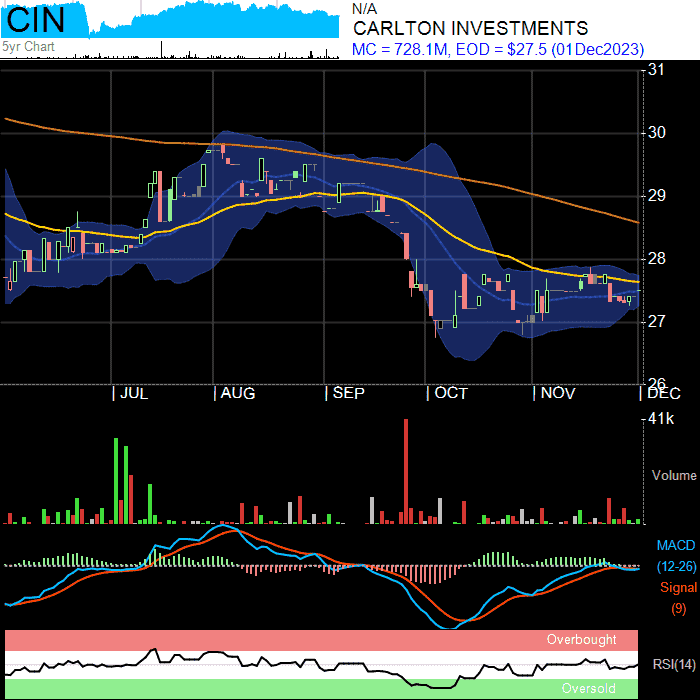 CIN
5yr Chart
N/A
CARLTON INVESTMENTS
MC = 728.1M, EOD = $27.5 (01Dec2023)
31
30
29
28
27
26
JUL AUG SEP OCT NOV DEC
41k
Volume
MACD
(12-26)
Signal
(9)
Overbought
RSI(14)
Oversold